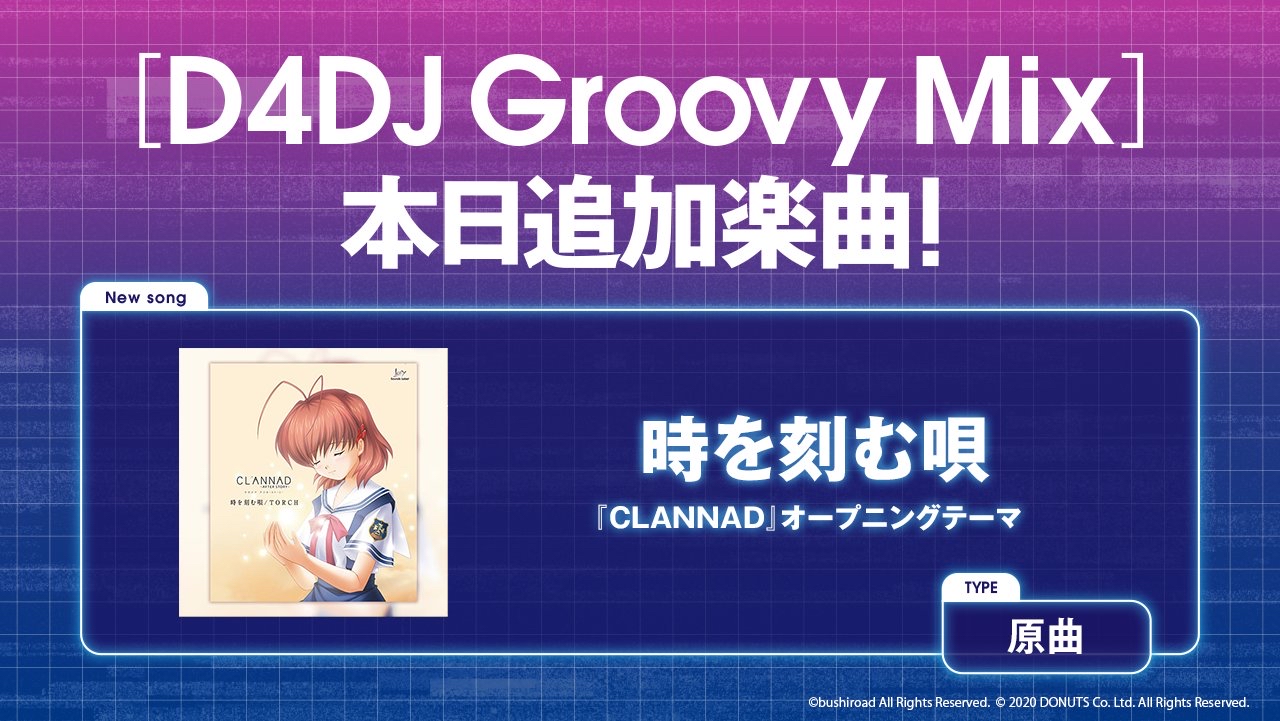 [D4DJ Groovy Mix]
本日追加楽曲!
New song
CLANNAD
AFTER STORY
時を刻む唄/TORCH
時を刻む唄
『CLANNAD』オープニングテーマ
TYPE
原曲
©bushiroad All Rights Reserved. © 2020 DONUTS Co. Ltd. All Rights Reserved.